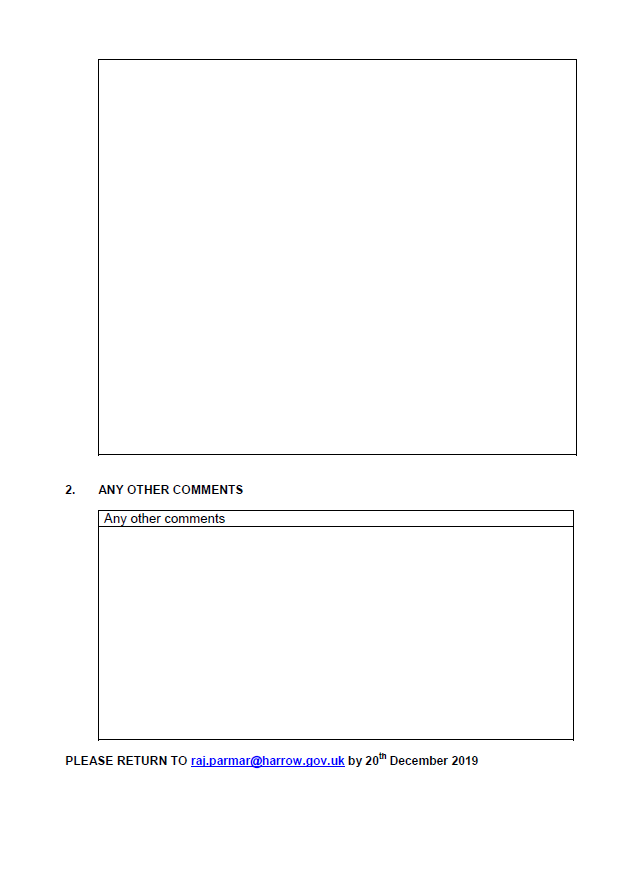 2. ANY OTHER COMMENTS
Any other comments
PLEASE RETURN TO raj.parmar@harrow.gov.uk by 20th December 2019